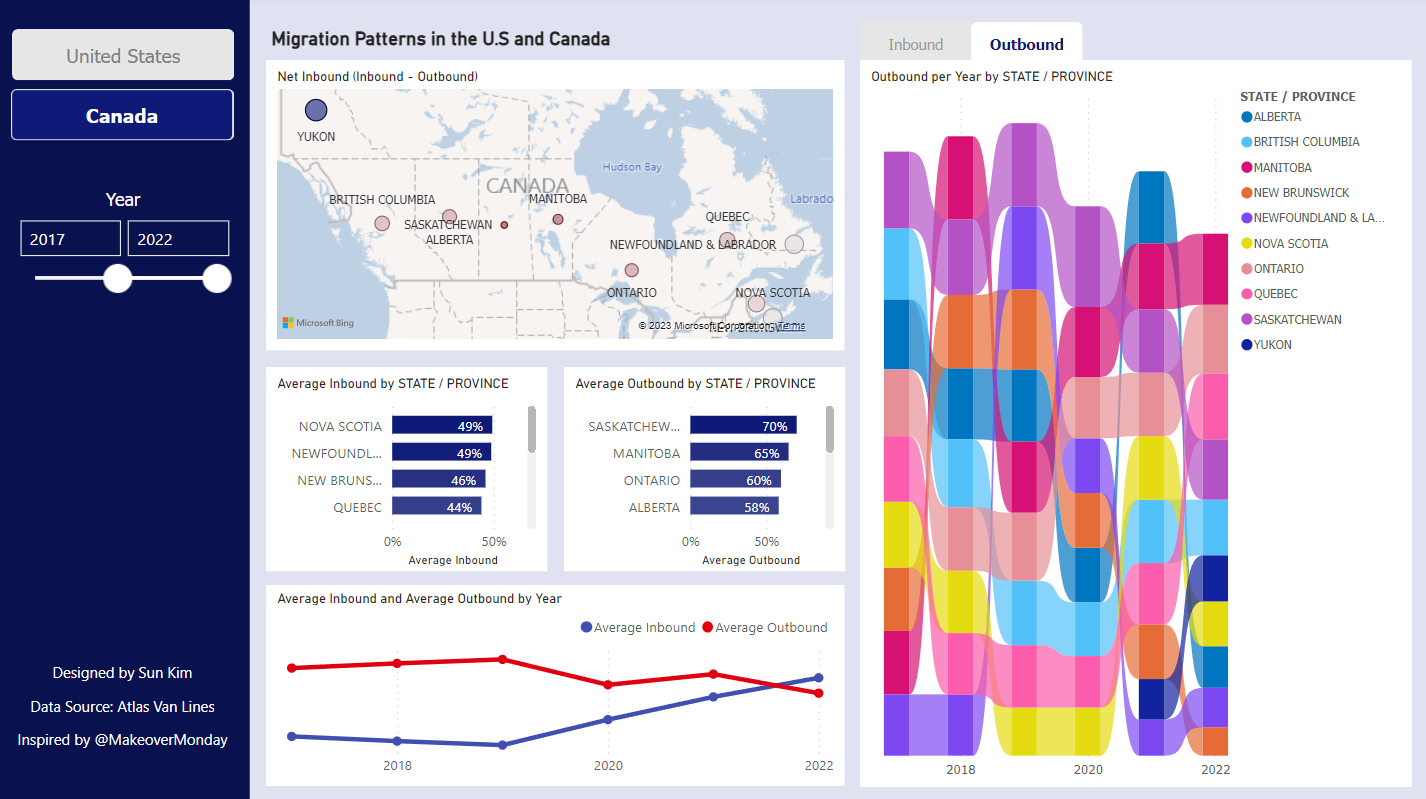 United States
Canada
Year
2017
2022
Designed by Sun Kim
Data Source: Atlas Van Lines
Inspired by @MakeoverMonday
Migration Patterns in the U.S and Canada
Net Inbound (Inbound - Outbound)
YUKON
Hudson Bay
CANADA
BRITISH COLUMBIA
MANITOBA
Labrado
SASKATCHEWAN
QUEBEC
ALBERTA
NEWFOUNDLAND & LABRADOR
ONTARIO
NOVA SCOTIA
Microsoft Bing
© 2023 Microsoft Corporation Terms
Average Inbound by STATE / PROVINCE
NOVA SCOTIA 49%
NEWFOUNDL... 49%
NEW BRUNS... 46%
QUEBEC 44%
0% 50%
Average Inbound
Average Outbound by STATE / PROVINCE
SASKATCHEW... 70%
MANITOBA 65%
ONTARIO 60%
ALBERTA 58%
0% 50%
Average Outbound
Average Inbound and Average Outbound by Year
Average Inbound Average Outbound
2018 2020 2022
Inbound
Outbound
Outbound per Year by STATE / PROVINCE
STATE / PROVINCE
ALBERTA
BRITISH COLUMBIA
MANITOBA
NEW BRUNSWICK
NEWFOUNDLAND & LA...
NOVA SCOTIA
ONTARIO
QUEBEC
SASKATCHEWAN
YUKON
2018 2020 2022